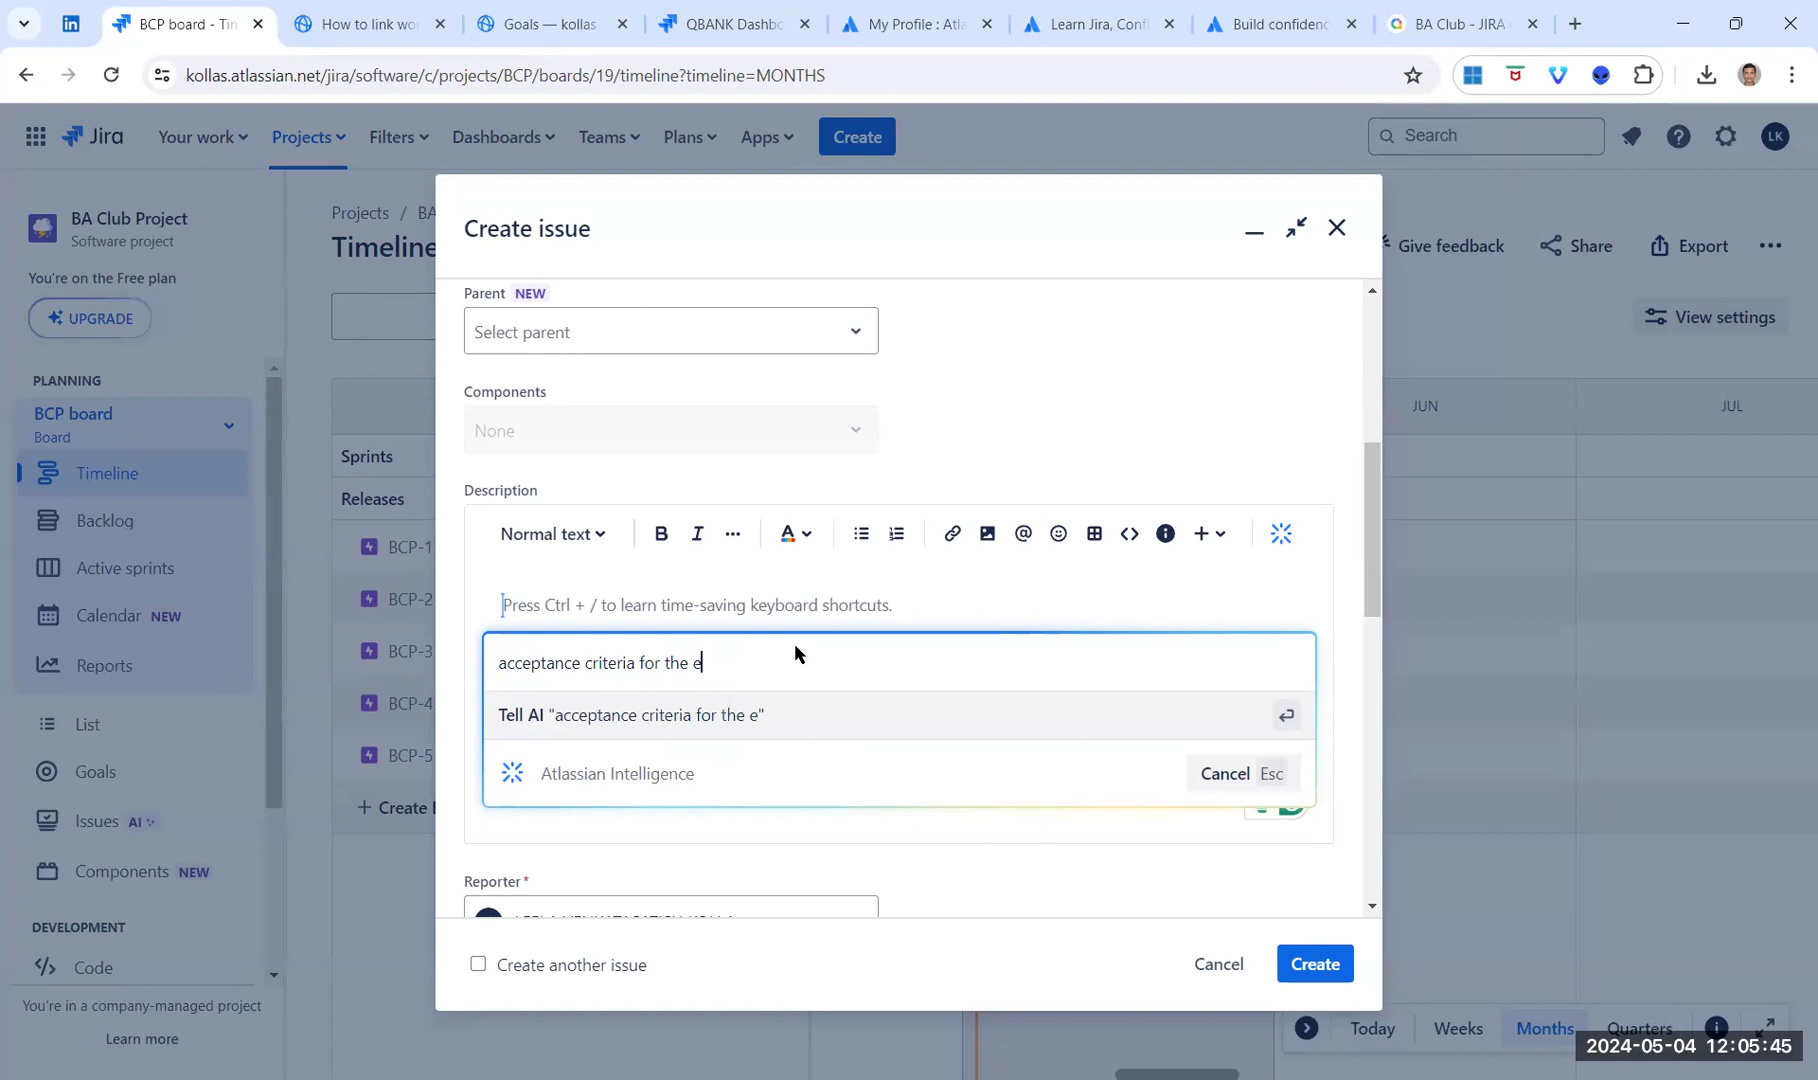 BCP board - Tin
How to link wo
Goals — kollas
QBANK Dashbo
My Profile : Atla
Learn Jira, Confl
Build confidenc
BA Club - JIRA
kollas.atlassian.net/jira/software/c/projects/BCP/boards/19/timeline?timeline=MONTHS
Jira
Your work
Projects
Filters
Dashboards
Teams
Plans
Apps
Create
Search
LK
BA Club Project
Software project
You're on the Free plan
UPGRADE
PLANNING
BCP board
Board
Timeline
Backlog
Active sprints
Calendar NEW
Reports
List
Goals
Issues AI
Components NEW
DEVELOPMENT
Code
You're in a company-managed project
Learn more
Projects / BA
Timeline
Give feedback
Share
Export
View settings
JUN
JUL
Sprints
Releases
BCP-1
BCP-2
BCP-3
BCP-4
BCP-5
+ Create
Create issue
Parent NEW
Select parent
Components
None
Description
Normal text
B I
A
Press Ctrl + / to learn time-saving keyboard shortcuts.
acceptance criteria for the e
Tell AI "acceptance criteria for the e"
Atlassian Intelligence
Cancel Esc
Reporter*
Create another issue
Cancel
Create
Today
Weeks
Months
Quarters
2024-05-04 12:05:45